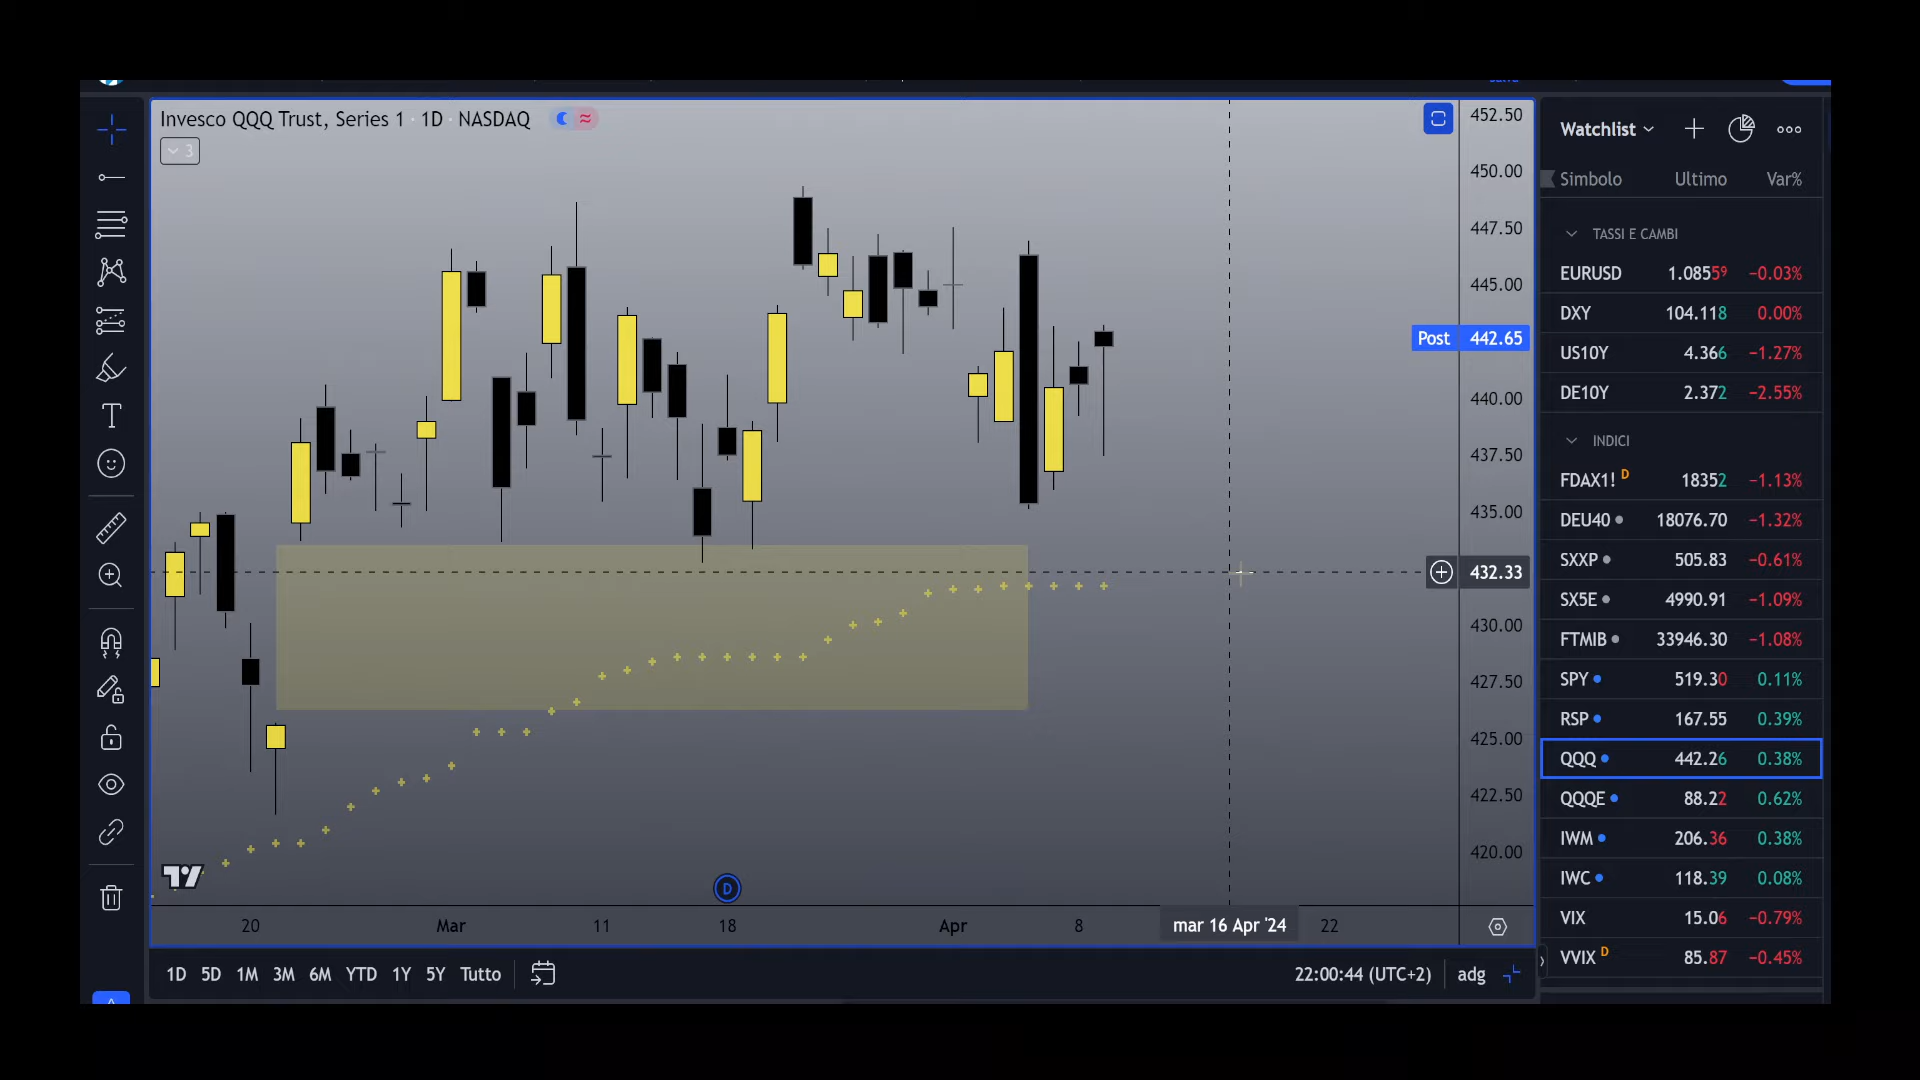 Invesco QQQ Trust, Series 1 · 1D · NASDAQ
3
452.50
450.00
447.50
445.00
Post 442.65
440.00
437.50
435.00
432.33
430.00
427.50
425.00
422.50
420.00
D
20 Mar 11 18 Apr 8 mar 16 Apr '24 22
1D 5D 1M 3M 6M YTD 1Y 5Y Tutto
22:00:44 (UTC+2) adg
Watchlist
Simbolo Ultimo Var%
TASSI E CAMBI
EURUSD 1.08559 −0.03%
DXY 104.118 0.00%
US10Y 4.366 −1.27%
DE10Y 2.372 −2.55%
INDICI
FDAX1! D 18352 −1.13%
DEU40 18076.70 −1.32%
SXXP 505.83 −0.61%
SX5E 4990.91 −1.09%
FTMIB 33946.30 −1.08%
SPY 519.30 0.11%
RSP 167.55 0.39%
QQQ 442.26 0.38%
QQQE 88.22 0.62%
IWM 206.36 0.38%
IWC 118.39 0.08%
VIX 15.06 −0.79%
VVIX D 85.87 −0.45%